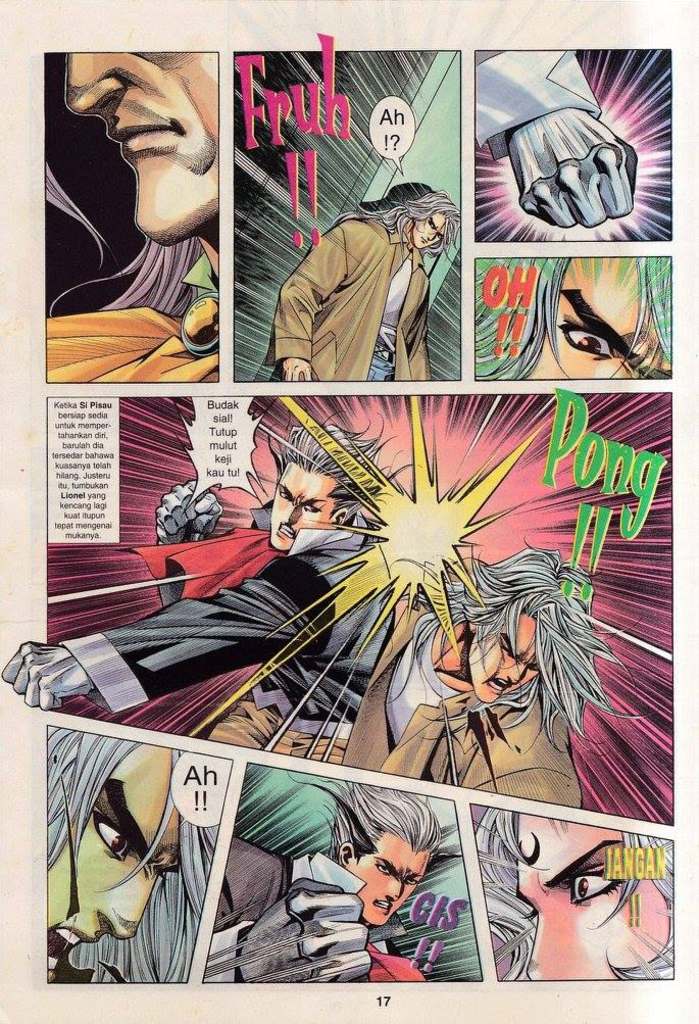 Fruh
!!
Ah
!?
OH
!!
Ketika Si Pisau
bersiap sedia
untuk memper-
tahankan diri,
barulah dia
tersedar bahawa
kuasanya telah
hilang. Justeru
itu, tumbukan
Lionel yang
kencang lagi
kuat itupun
tepat mengenai
mukanya.
Budak
sial!
Tutup
mulut
keji
kau tu!
Pong
!!
Ah
!!
GIS
!!
JANGAN
!!
17